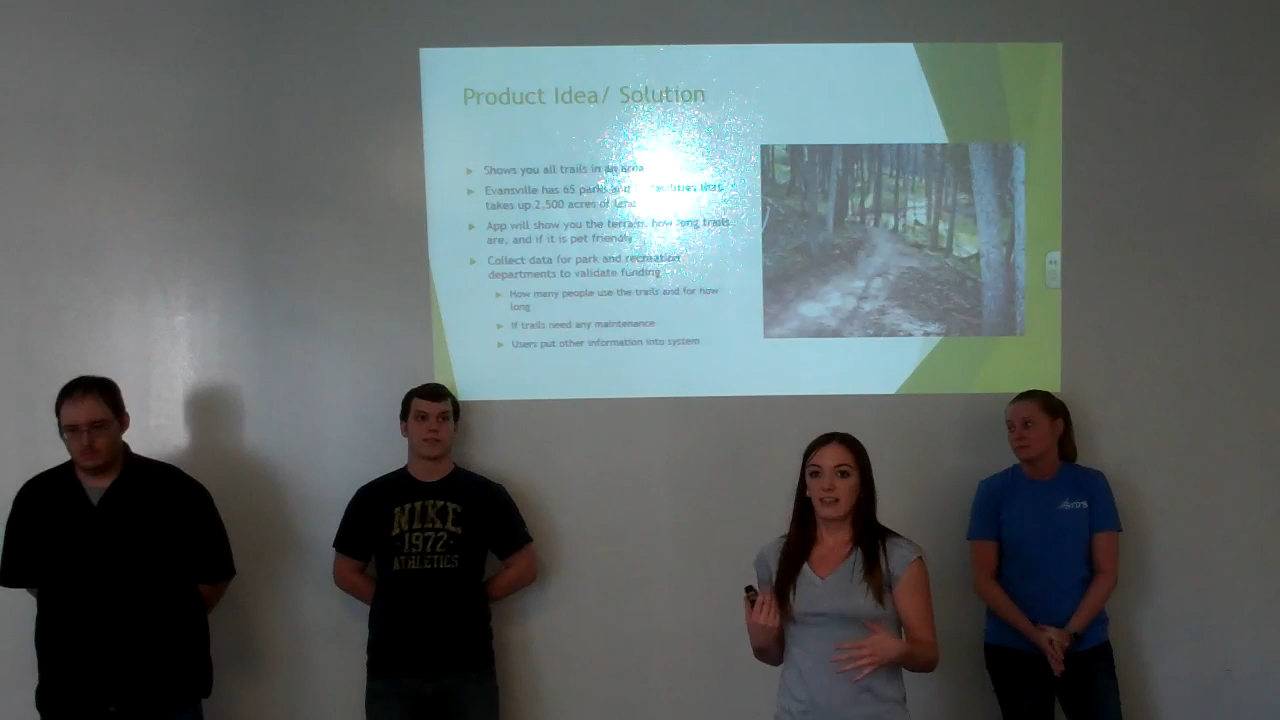 Product Idea/ Solution
Shows you all trails in an area
Evansville has 65 parks and facilities that
takes up 2,500 acres of land
App will show you the terrain, how long trails
are, and if it is pet friendly
Collect data for park and recreation
departments to validate funding
How many people use the trails and for how
long
If trails need any maintenance
Users put other information into system
NIKE
-1972-
ATHLETICS